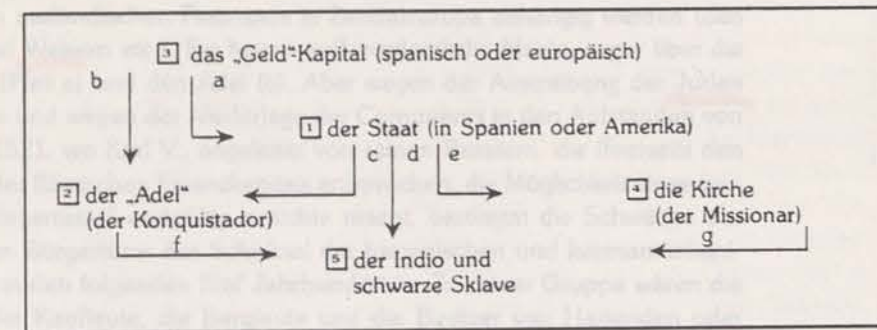 3 das „Geld"-Kapital (spanisch oder europäisch)
b a
1 der Staat (in Spanien oder Amerika)
c d e
2 der „Adel" 4 die Kirche
(der Konquistador) (der Missionar)
f g
5 der Indio und
schwarze Sklave